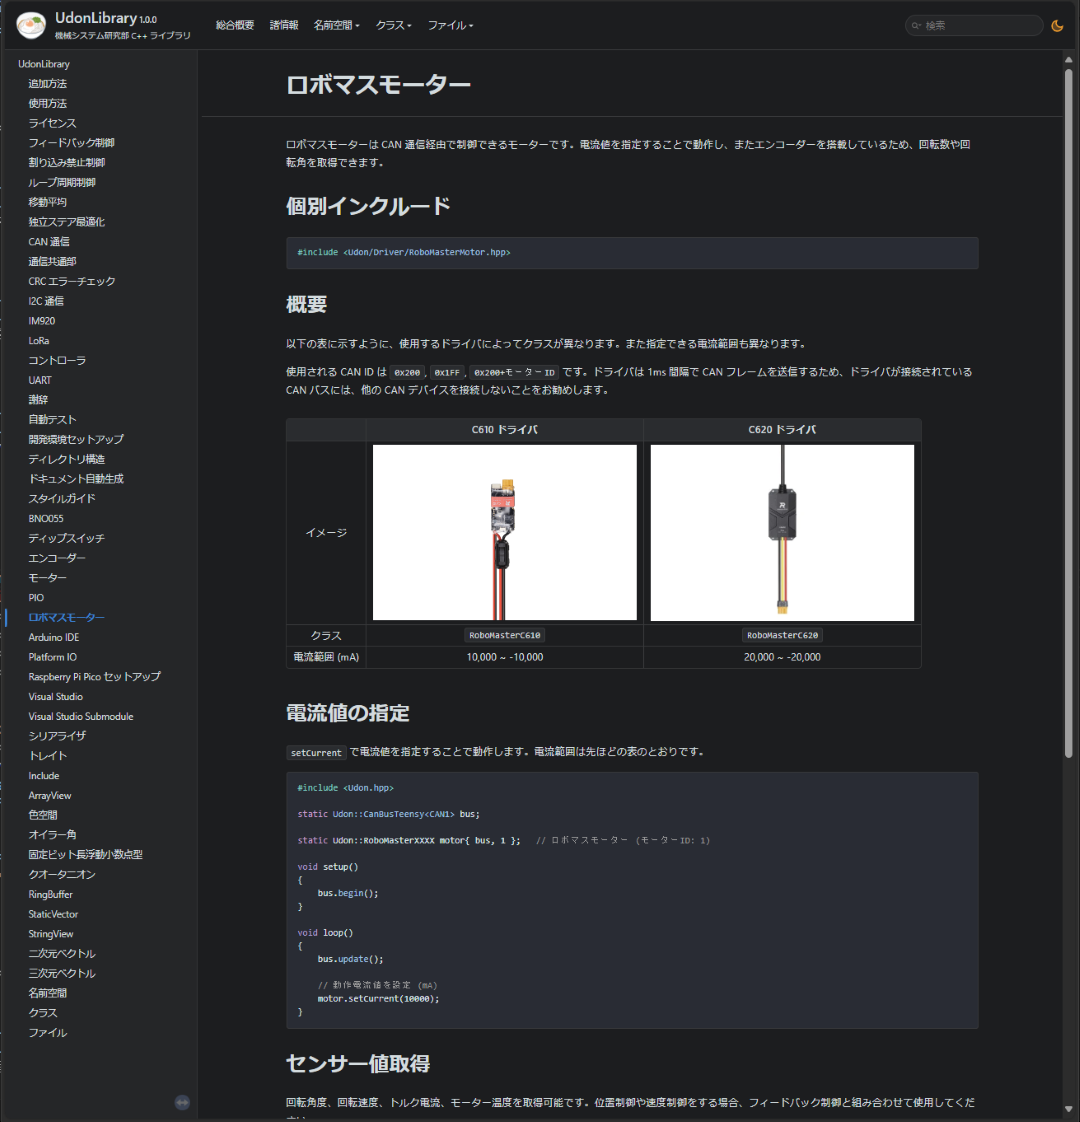 UdonLibrary 1.0.0
機械システム研究部 C++ ライブラリ
総合概要 諸情報 名前空間 クラス ファイル
検索
UdonLibrary
追加方法
使用方法
ライセンス
フィードバック制御
割り込み禁止制御
ループ周期制御
移動平均
独立ステア最適化
CAN 通信
通信共通部
CRC エラーチェック
I2C 通信
IM920
LoRa
コントローラ
UART
謝辞
自動テスト
開発環境セットアップ
ディレクトリ構造
ドキュメント自動生成
スタイルガイド
BNO055
ディップスイッチ
エンコーダー
モーター
PIO
ロボマスモーター
Arduino IDE
Platform IO
Raspberry Pi Pico セットアップ
Visual Studio
Visual Studio Submodule
シリアライザ
トレイト
Include
ArrayView
色空間
オイラー角
固定ビット長浮動小数点型
クオータニオン
RingBuffer
StaticVector
StringView
二次元ベクトル
三次元ベクトル
名前空間
クラス
ファイル
ロボマスモーター
ロボマスモーターは CAN 通信経由で制御できるモーターです。電流値を指定することで動作し、またエンコーダーを搭載しているため、回転数や回
転角を取得できます。
個別インクルード
#include <Udon/Driver/RoboMasterMotor.hpp>
概要
以下の表に示すように、使用するドライバによってクラスが異なります。また指定できる電流範囲も異なります。
使用される CAN ID は 0x200 , 0x1FF , 0x200+モーターID です。ドライバは 1ms 間隔で CAN フレームを送信するため、ドライバが接続されている
CAN バスには、他の CAN デバイスを接続しないことをお勧めします。
C610 ドライバ C620 ドライバ
イメージ
クラス RoboMasterC610 RoboMasterC620
電流範囲 (mA) 10,000 ~ -10,000 20,000 ~ -20,000
電流値の指定
setCurrent で電流値を指定することで動作します。電流範囲は先ほどの表のとおりです。
#include <Udon.hpp>
static Udon::CanBusTeensy<CAN1> bus;
static Udon::RoboMasterXXXX motor{ bus, 1 }; // ロボマスモーター (モーターID: 1)
void setup()
{
bus.begin();
}
void loop()
{
bus.update();
// 動作電流値を設定 (mA)
motor.setCurrent(10000);
}
センサー値取得
回転角度、回転速度、トルク電流、モーター温度を取得可能です。位置制御や速度制御をする場合、フィードバック制御と組み合わせて使用してくだ